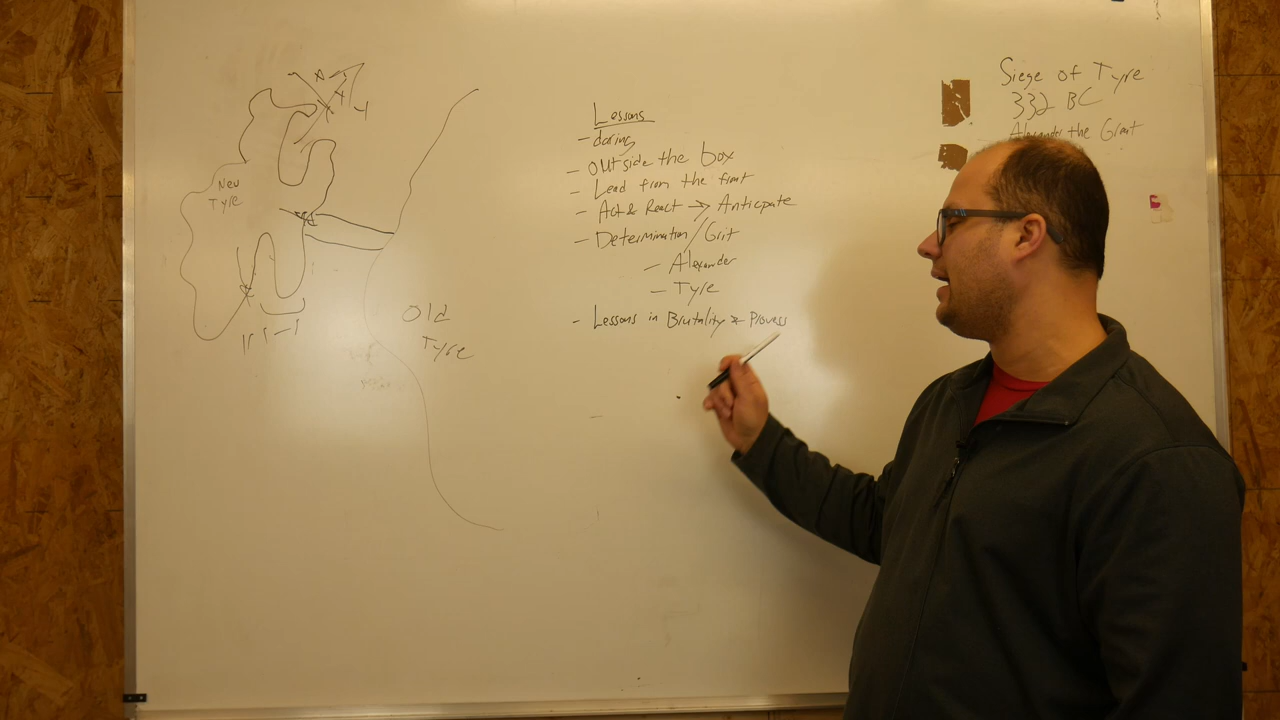 Siege of Tyre
332 BC
Alexander the Great
Lessons
- daring
- Outside the box
- Lead from the front
- Act & React → Anticipate
- Determination/Grit
- Alexander
- Tyre
- Lessons in Brutality & Prowess
New
Tyre
Old
Tyre